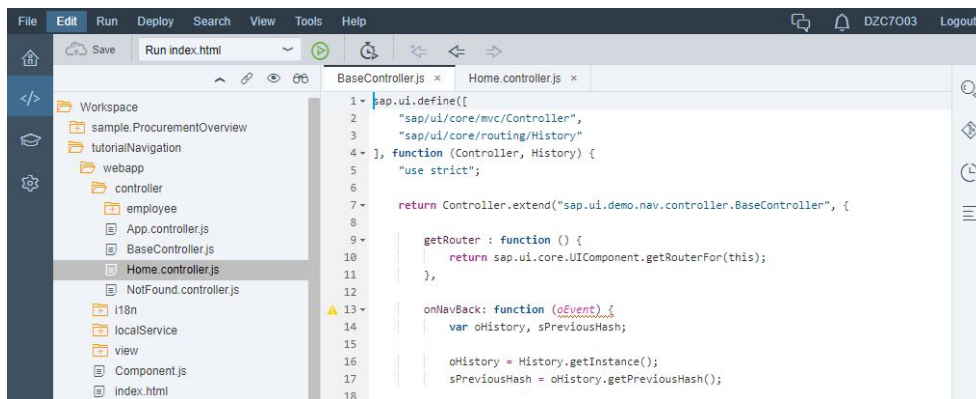 File Edit Run Deploy Search View Tools Help DZC7O03 Logout
Save Run index.html
BaseController.js × Home.controller.js ×
Workspace
sample.ProcurementOverview
tutorialNavigation
webapp
controller
employee
App.controller.js
BaseController.js
Home.controller.js
NotFound.controller.js
i18n
localService
view
Component.js
index.html
1 sap.ui.define([
2 "sap/ui/core/mvc/Controller",
3 "sap/ui/core/routing/History"
4 ], function (Controller, History) {
5 "use strict";
6
7 return Controller.extend("sap.ui.demo.nav.controller.BaseController", {
8
9 getRouter : function () {
10 return sap.ui.core.UIComponent.getRouterFor(this);
11 },
12
13 onNavBack: function (oEvent) {
14 var oHistory, sPreviousHash;
15
16 oHistory = History.getInstance();
17 sPreviousHash = oHistory.getPreviousHash();
18